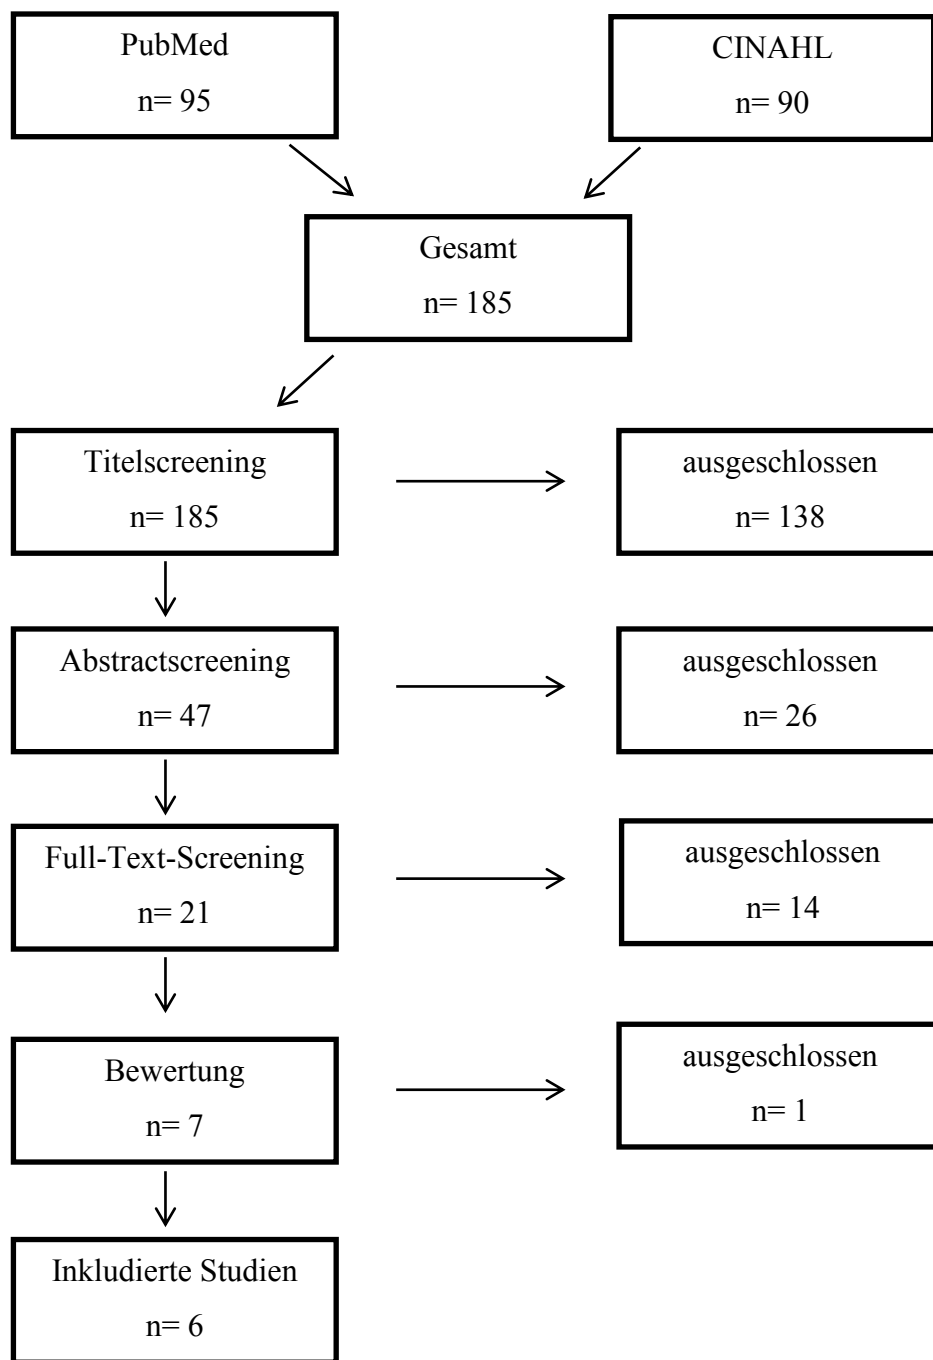 PubMed
n= 95
CINAHL
n= 90
Gesamt
n= 185
Titelscreening
n= 185
ausgeschlossen
n= 138
Abstractscreening
n= 47
ausgeschlossen
n= 26
Full-Text-Screening
n= 21
ausgeschlossen
n= 14
Bewertung
n= 7
ausgeschlossen
n= 1
Inkludierte Studien
n= 6